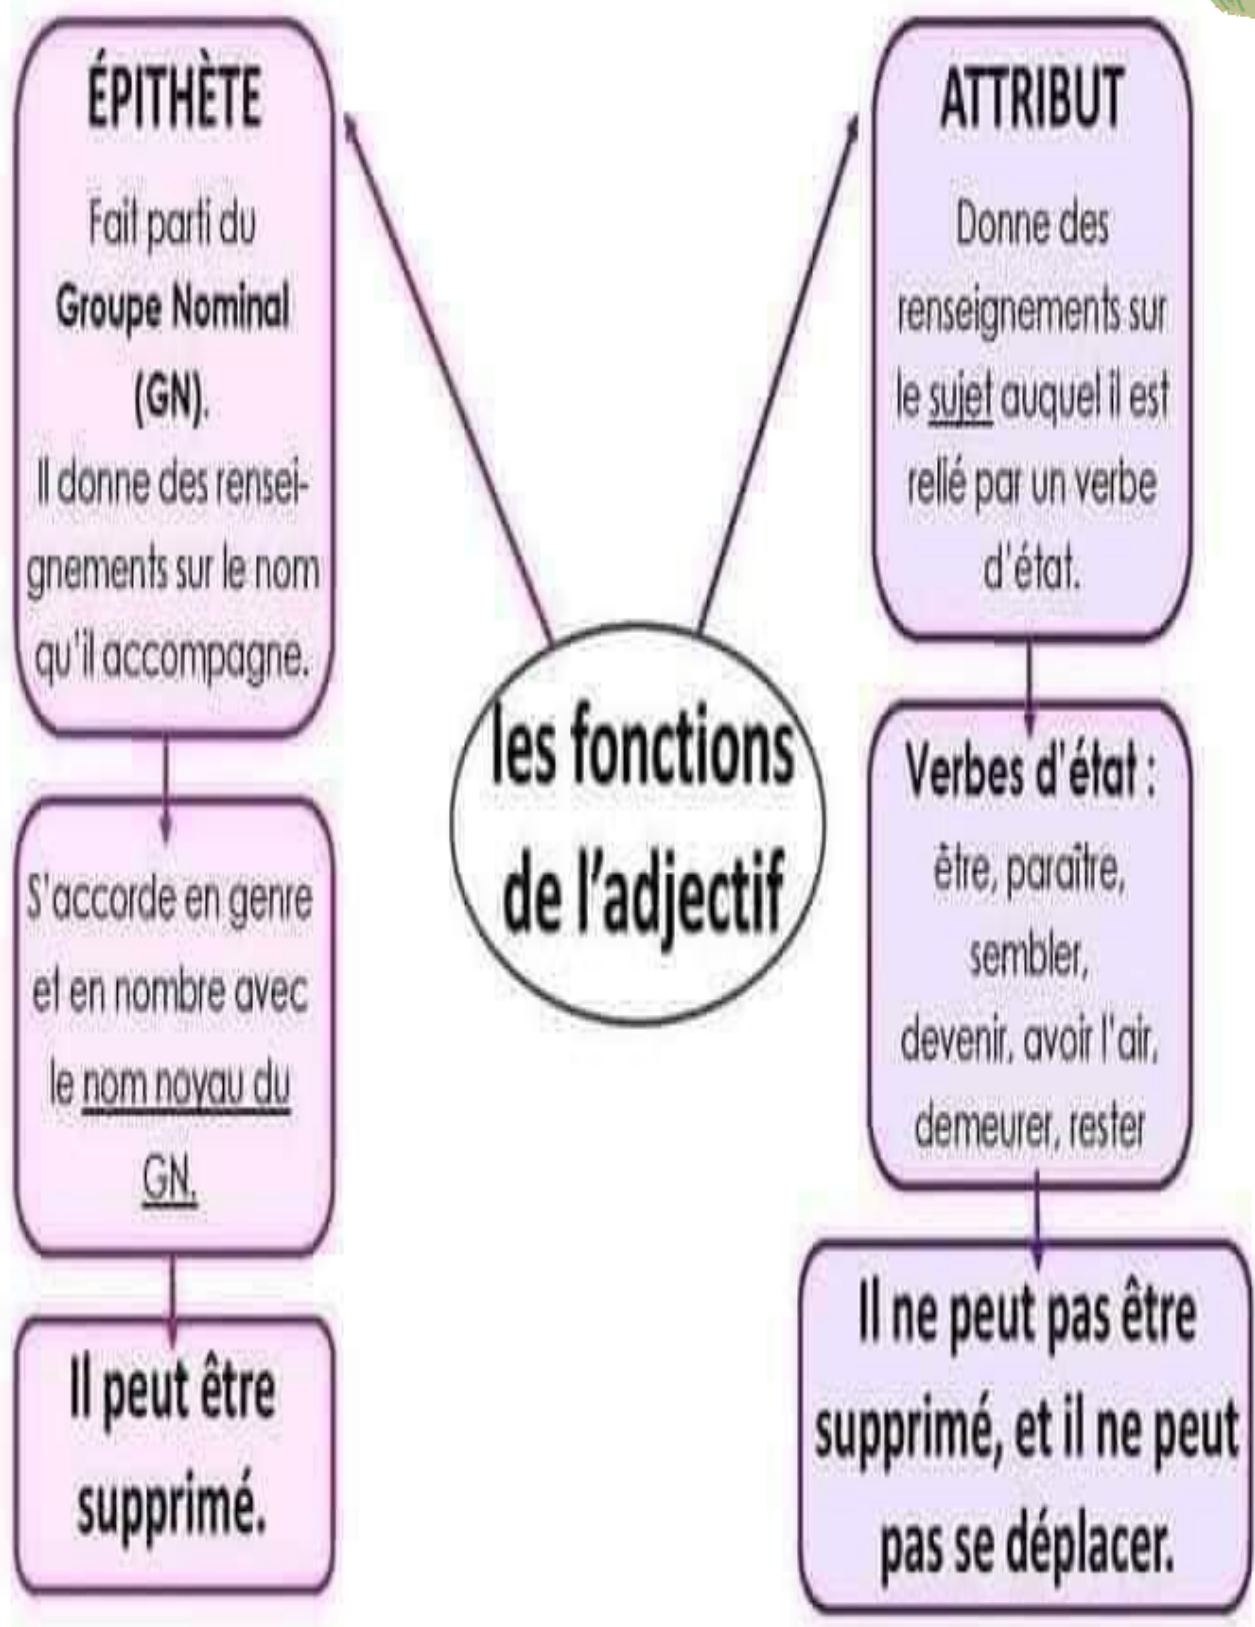 ÉPITHÈTE
Fait parti du
Groupe Nominal
(GN).
Il donne des rensei-
gnements sur le nom
qu'il accompagne.
S'accorde en genre
et en nombre avec
le nom noyau du
GN.
Il peut être
supprimé.
les fonctions
de l'adjectif
ATTRIBUT
Donne des
renseignements sur
le sujet auquel il est
relié par un verbe
d'état.
Verbes d'état :
être, paraître,
sembler,
devenir, avoir l'air,
demeurer, rester
Il ne peut pas être
supprimé, et il ne peut
pas se déplacer.